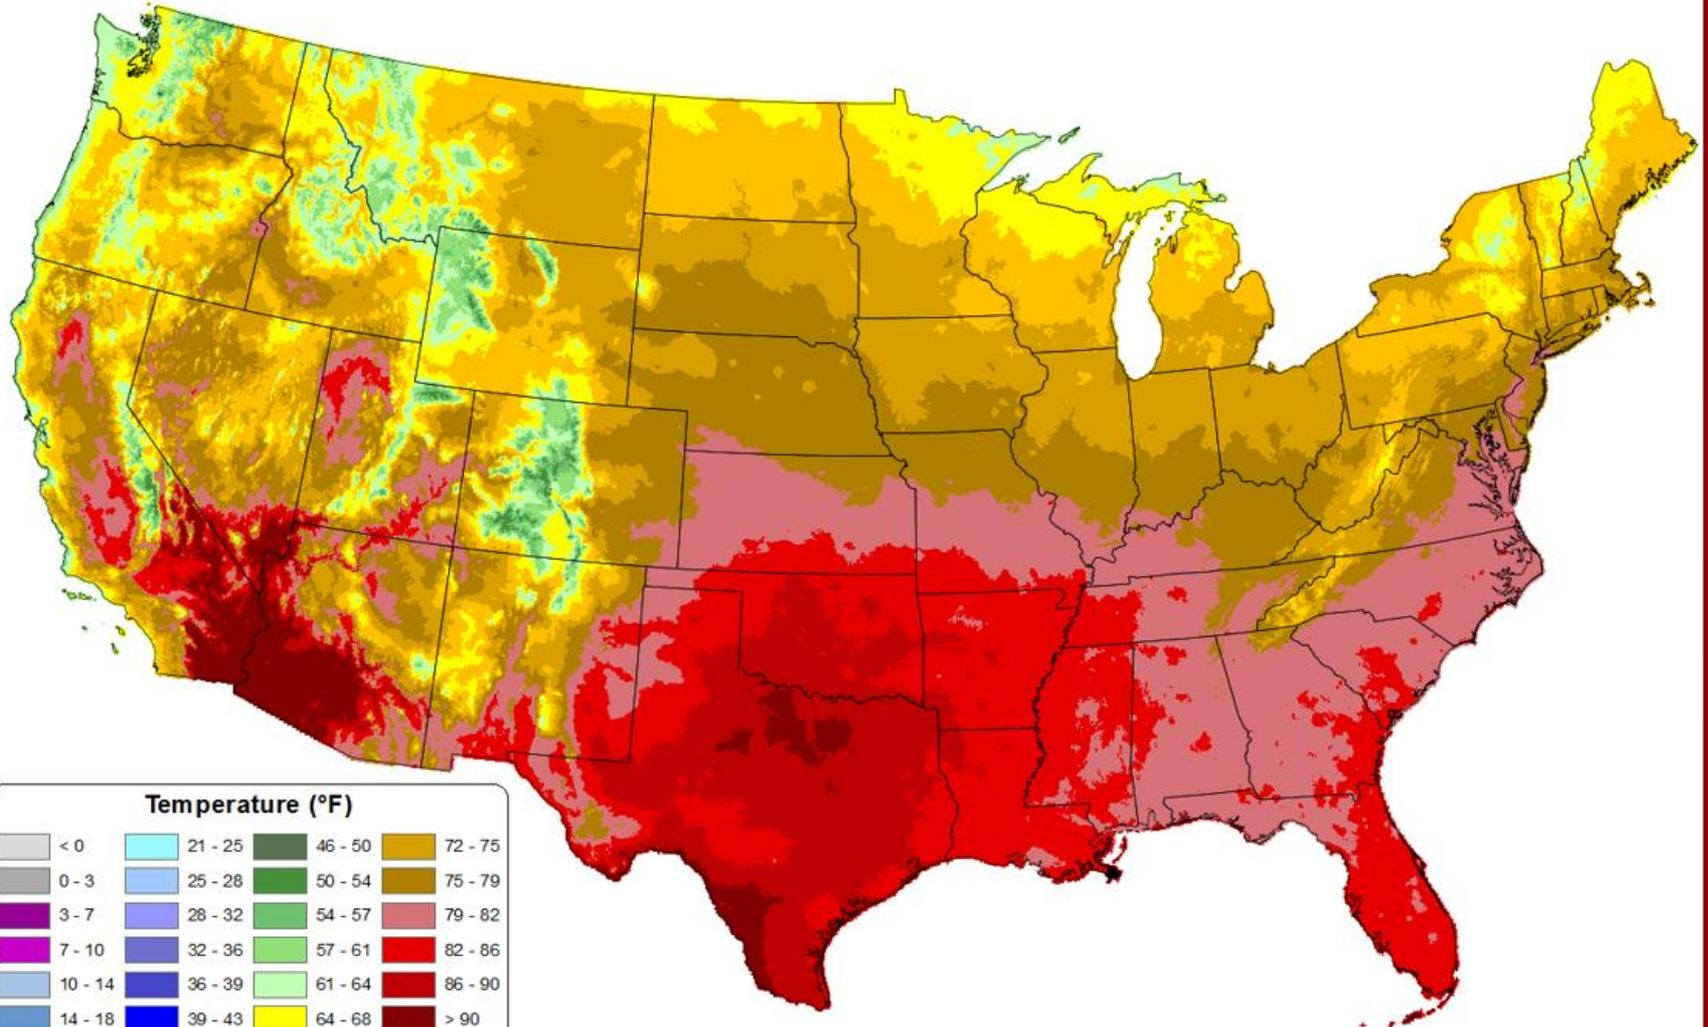 Temperature (°F)
< 0 21 - 25 46 - 50 72 - 75
0 - 3 25 - 28 50 - 54 75 - 79
3 - 7 28 - 32 54 - 57 79 - 82
7 - 10 32 - 36 57 - 61 82 - 86
10 - 14 36 - 39 61 - 64 86 - 90
14 - 18 39 - 43 64 - 68 > 90